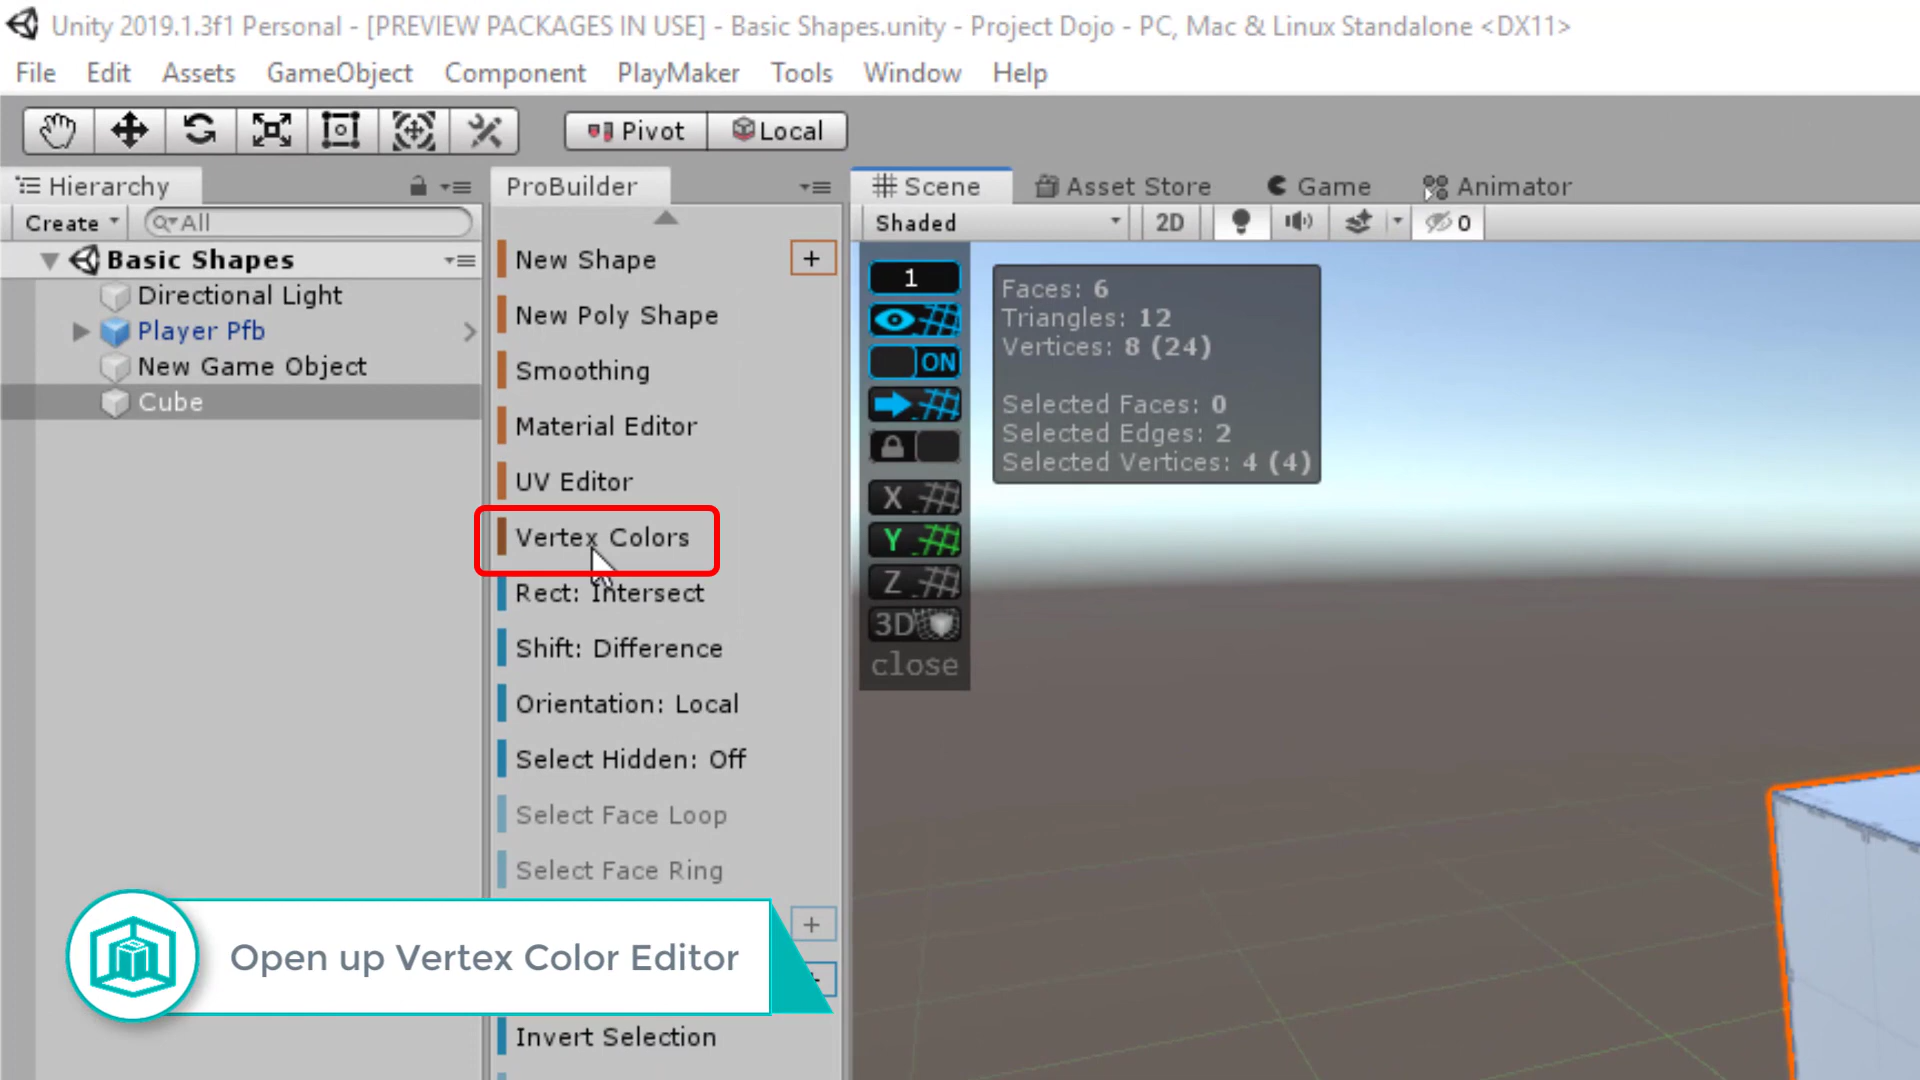 Unity 2019.1.3f1 Personal - [PREVIEW PACKAGES IN USE] - Basic Shapes.unity - Project Dojo - PC, Mac & Linux Standalone <DX11>
File Edit Assets GameObject Component PlayMaker Tools Window Help
Pivot Local
Hierarchy
Create All
Basic Shapes
Directional Light
Player Pfb
New Game Object
Cube
ProBuilder
New Shape +
New Poly Shape
Smoothing
Material Editor
UV Editor
Vertex Colors
Rect: Intersect
Shift: Difference
Orientation: Local
Select Hidden: Off
Select Face Loop
Select Face Ring
+
Invert Selection
Scene Asset Store Game Animator
Shaded 2D 0
1
ON
X
Y
Z
3D
close
Faces: 6
Triangles: 12
Vertices: 8 (24)
Selected Faces: 0
Selected Edges: 2
Selected Vertices: 4 (4)
Open up Vertex Color Editor